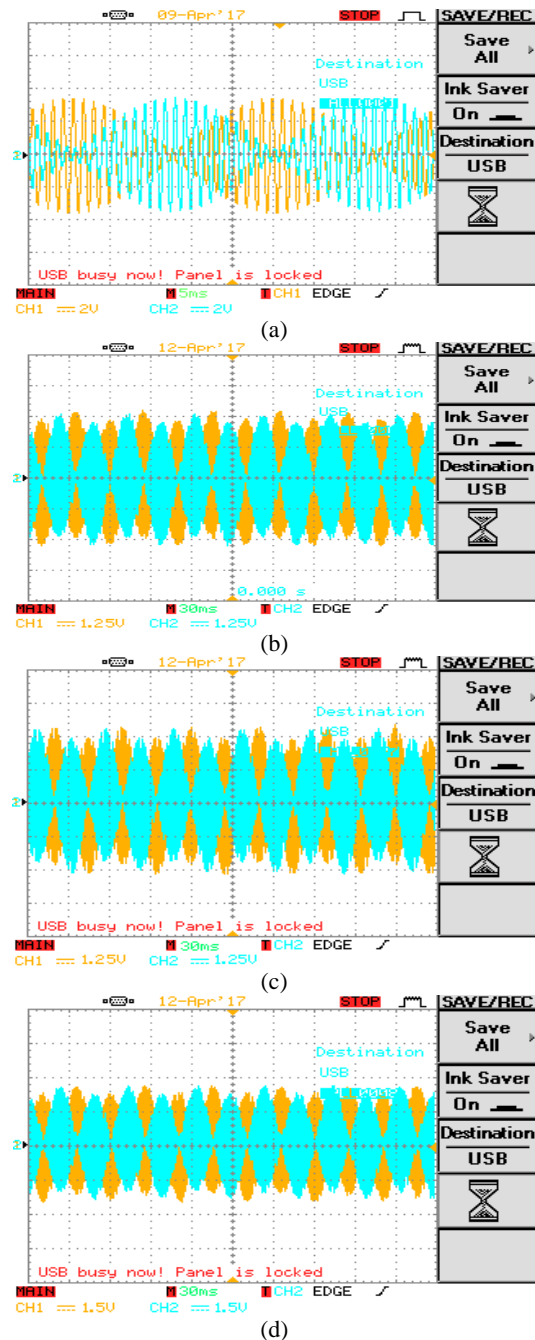 09-Apr'17 STOP SAVE/REC
Save
All
Destination
USB
Ink Saver
On
Destination
USB
2
USB busy now! Panel is locked
MAIN M 5ms T CH1 EDGE
CH1 2V CH2 2V
(a)
12-Apr'17 STOP SAVE/REC
Save
All
Destination
USB
Ink Saver
On
Destination
USB
2
0.000 s
MAIN M 30ms T CH2 EDGE
CH1 1.25V CH2 1.25V
(b)
12-Apr'17 STOP SAVE/REC
Save
All
Destination
USB
Ink Saver
On
Destination
USB
2
USB busy now! Panel is locked
MAIN M 30ms T CH2 EDGE
CH1 1.25V CH2 1.25V
(c)
12-Apr'17 STOP SAVE/REC
Save
All
Destination
USB
Ink Saver
On
Destination
USB
2
USB busy now! Panel is locked
MAIN M 30ms T CH2 EDGE
CH1 1.5V CH2 1.5V
(d)